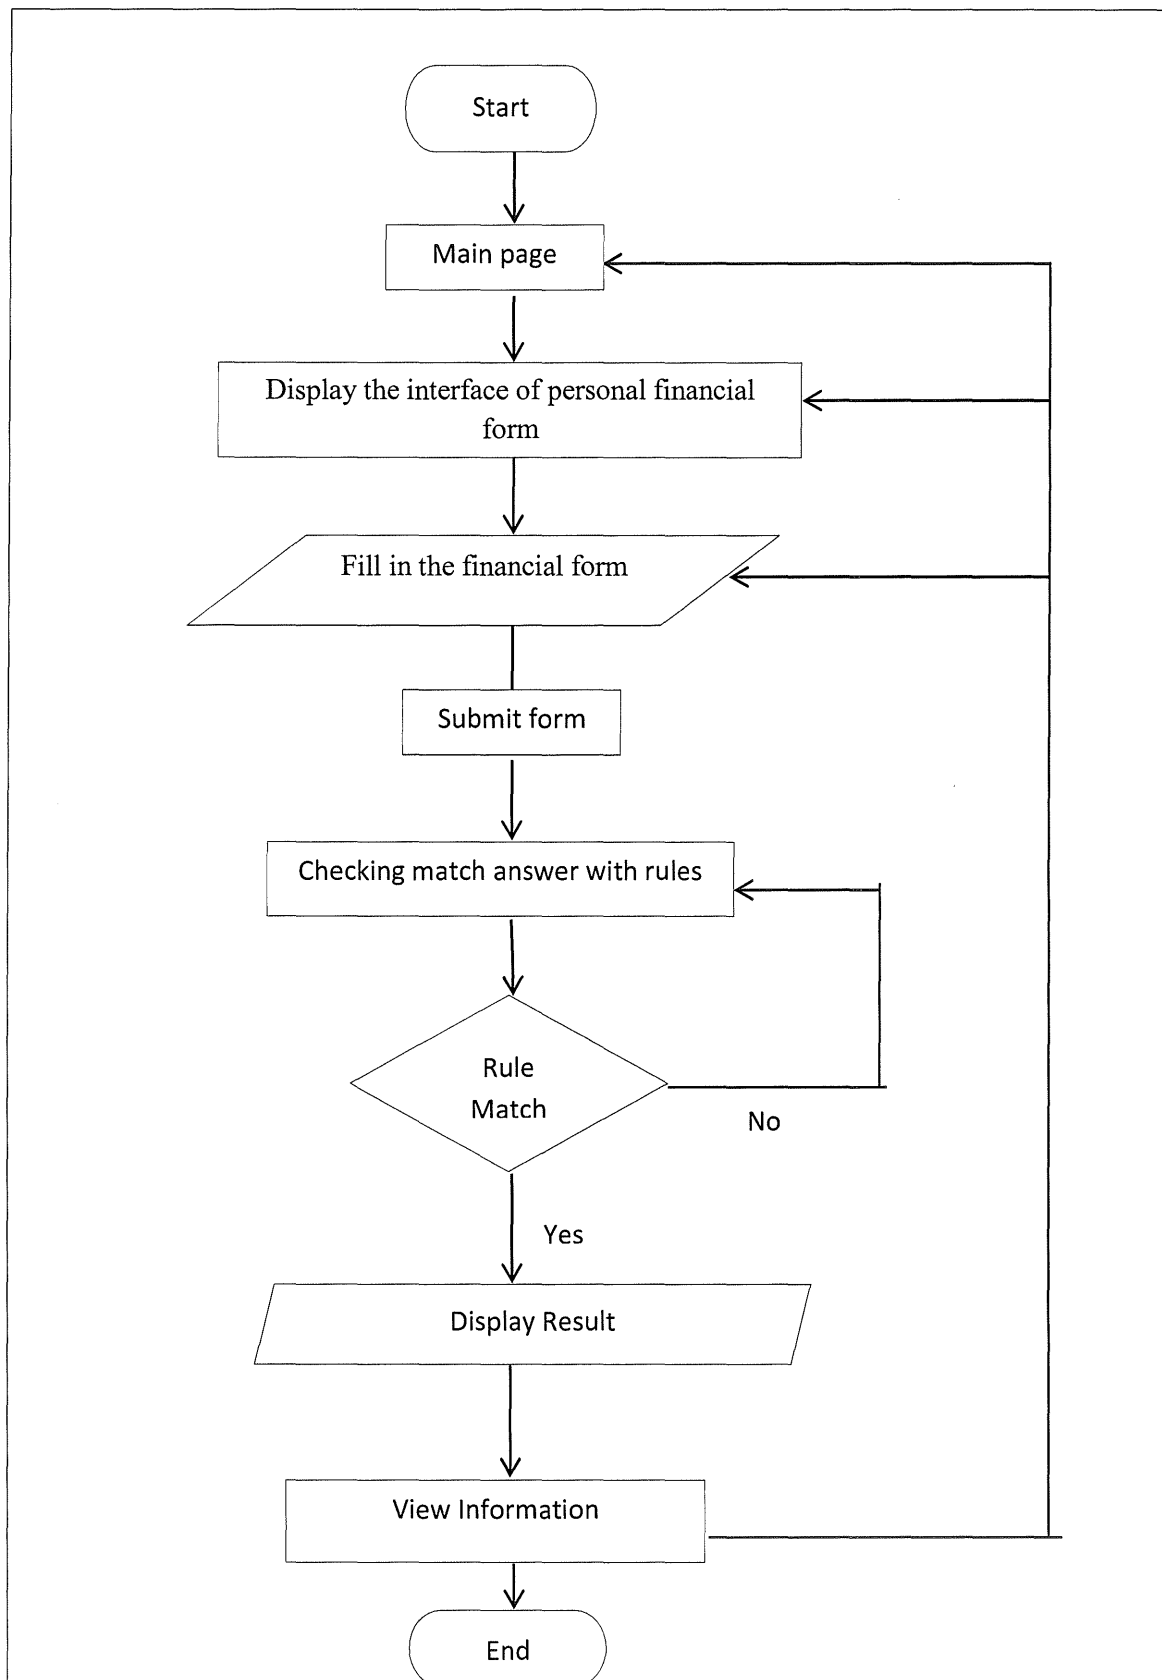 Start
Main page
Display the interface of personal financial
form
Fill in the financial form
Submit form
Checking match answer with rules
Rule
Match
No
Yes
Display Result
View Information
End